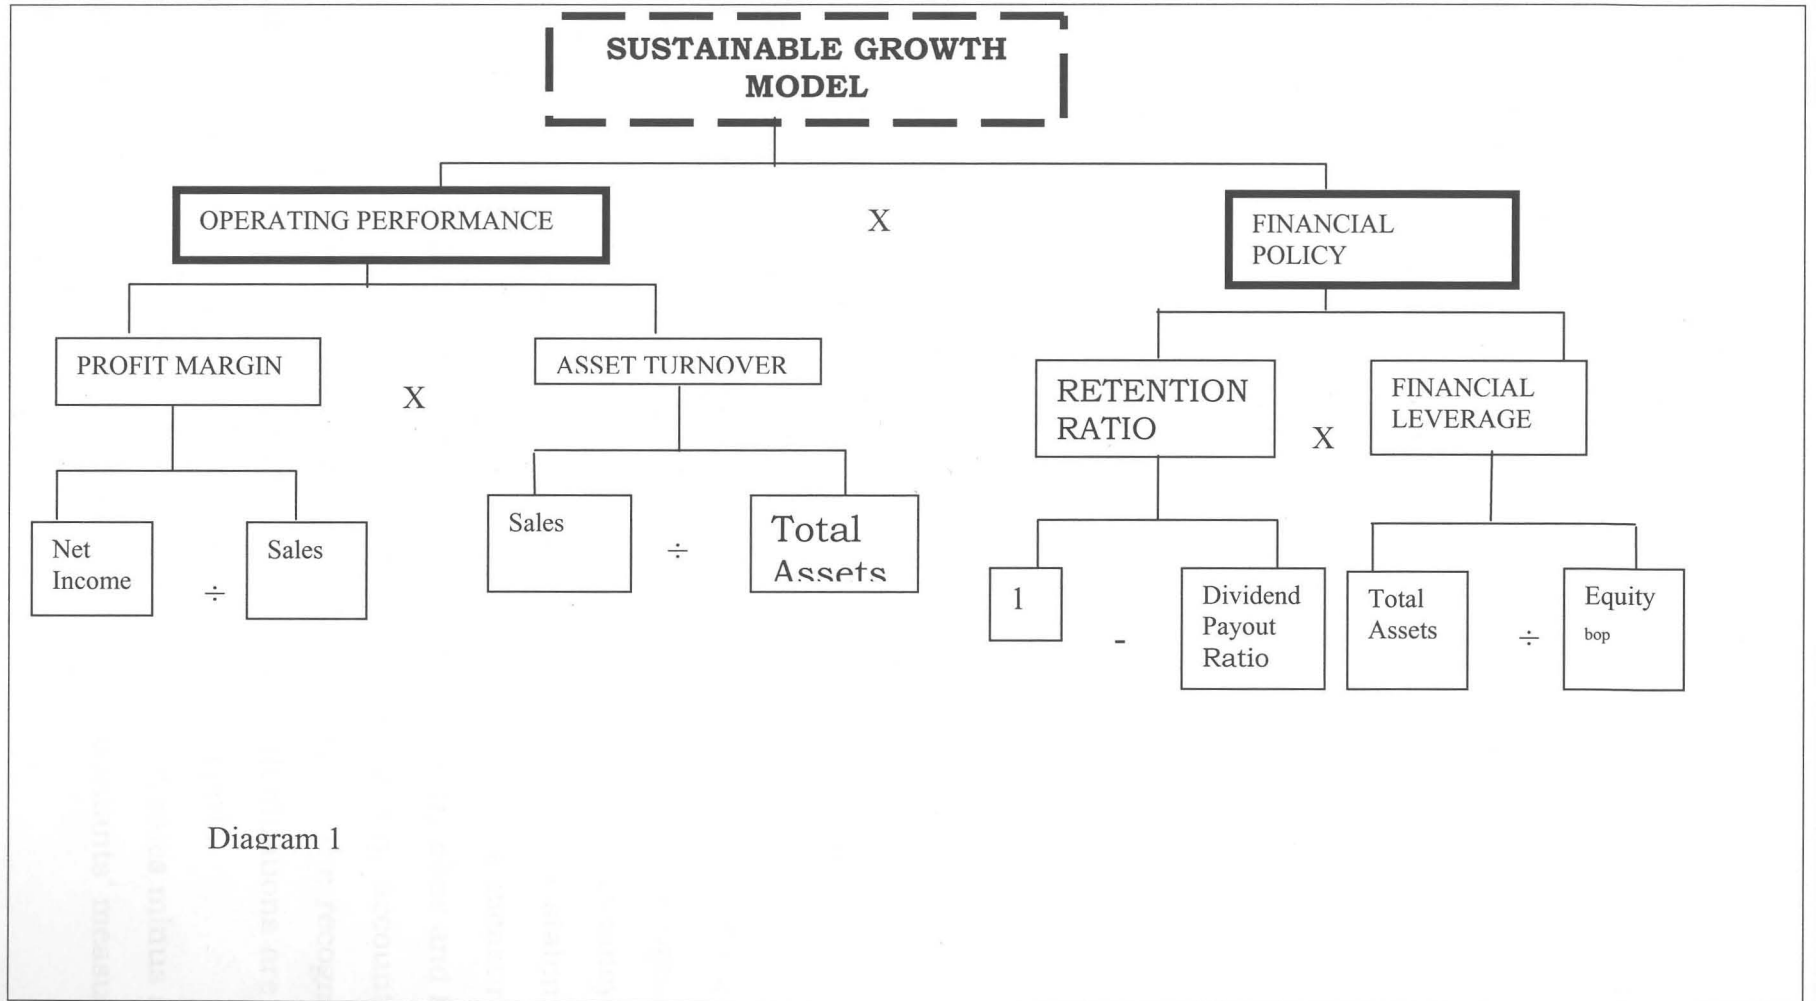 SUSTAINABLE GROWTH
MODEL
OPERATING PERFORMANCE
X
FINANCIAL
POLICY
PROFIT MARGIN
X
ASSET TURNOVER
RETENTION
RATIO
X
FINANCIAL
LEVERAGE
Net
Income
÷
Sales
Sales
÷
Total
Assets
1
-
Dividend
Payout
Ratio
Total
Assets
÷
Equity
bop
Diagram 1